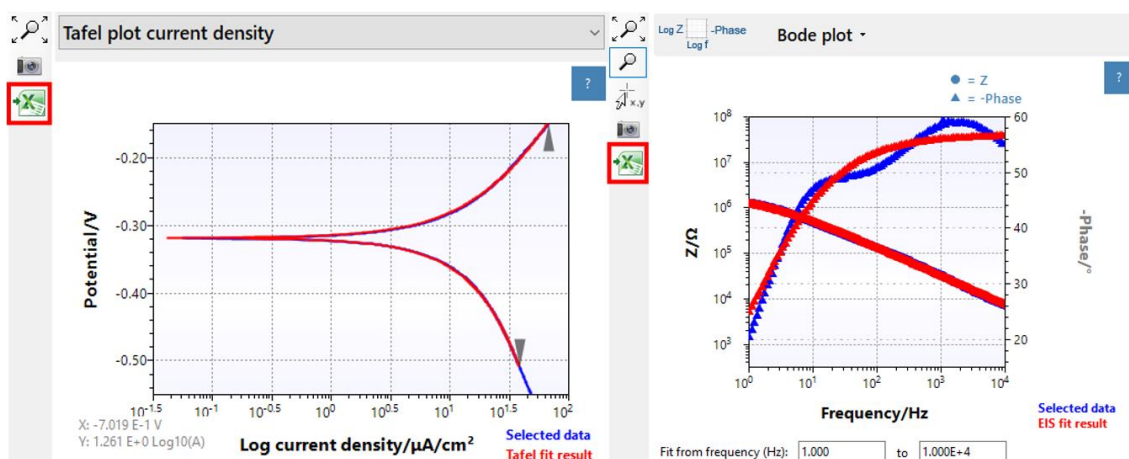 Tafel plot current density
?
-0.20
-0.30
-0.40
-0.50
Potential/V
10^-1.5 10^-1 10^-0.5 10^0 10^0.5 10^1 10^1.5 10^2
X: -7.019 E-1 V
Y: 1.261 E+0 Log10(A)
Log current density/µA/cm²
Selected data
Tafel fit result
x,y
Log Z -Phase
Log f
Bode plot
?
= Z
= -Phase
10^8
10^7
10^6
10^5
10^4
10^3
Z/Ω
60
50
40
30
20
-Phase/°
10^0 10^1 10^2 10^3 10^4
Frequency/Hz
Selected data
EIS fit result
Fit from frequency (Hz): 1.000 to 1.000E+4